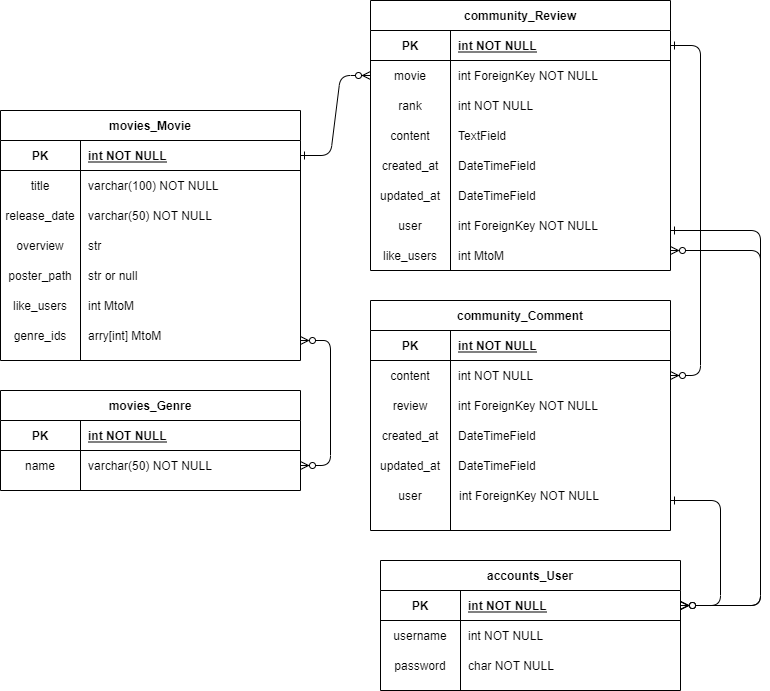 movies_Movie
PK int NOT NULL
title varchar(100) NOT NULL
release_date varchar(50) NOT NULL
overview str
poster_path str or null
like_users int MtoM
genre_ids arry[int] MtoM
movies_Genre
PK int NOT NULL
name varchar(50) NOT NULL
community_Review
PK int NOT NULL
movie int ForeignKey NOT NULL
rank int NOT NULL
content TextField
created_at DateTimeField
updated_at DateTimeField
user int ForeignKey NOT NULL
like_users int MtoM
community_Comment
PK int NOT NULL
content int NOT NULL
review int ForeignKey NOT NULL
created_at DateTimeField
updated_at DateTimeField
user int ForeignKey NOT NULL
accounts_User
PK int NOT NULL
username int NOT NULL
password char NOT NULL